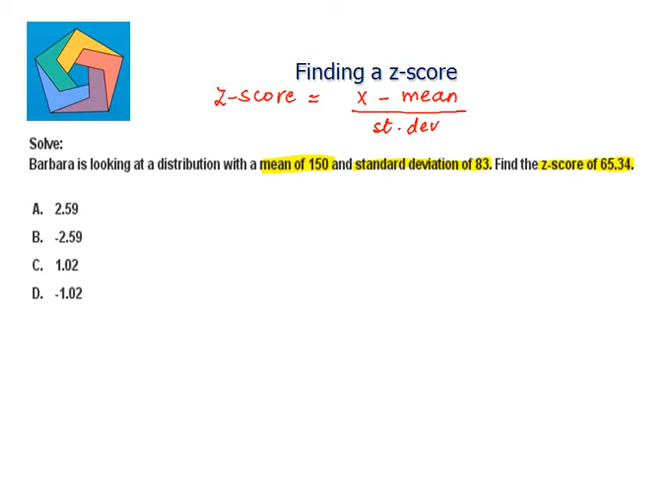 Finding a z-score
z-score = x - mean
st. dev
Solve:
Barbara is looking at a distribution with a mean of 150 and standard deviation of 83. Find the z-score of 65.34.
A. 2.59
B. -2.59
C. 1.02
D. -1.02